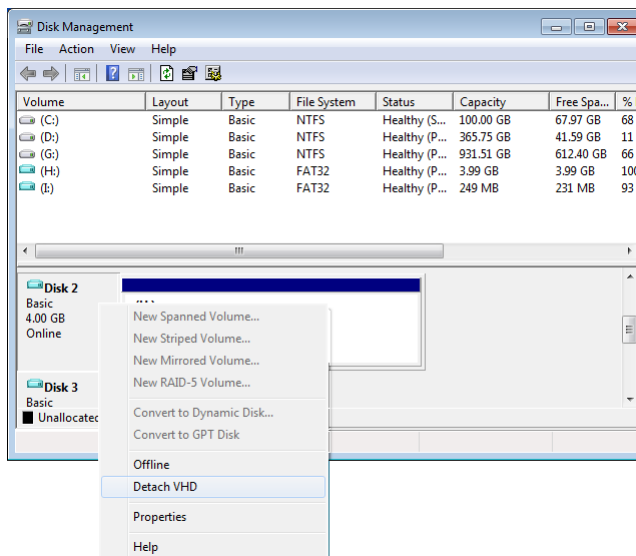 Disk Management
File Action View Help
Volume Layout Type File System Status Capacity Free Spa... %
(C:) Simple Basic NTFS Healthy (S... 100.00 GB 67.97 GB 68
(D:) Simple Basic NTFS Healthy (P... 365.75 GB 41.59 GB 11
(G:) Simple Basic NTFS Healthy (P... 931.51 GB 612.40 GB 66
(H:) Simple Basic FAT32 Healthy (P... 3.99 GB 3.99 GB 100
(I:) Simple Basic FAT32 Healthy (P... 249 MB 231 MB 93
Disk 2
Basic
4.00 GB
Online
Disk 3
Basic
Unallocated
New Spanned Volume...
New Striped Volume...
New Mirrored Volume...
New RAID-5 Volume...
Convert to Dynamic Disk...
Convert to GPT Disk
Offline
Detach VHD
Properties
Help